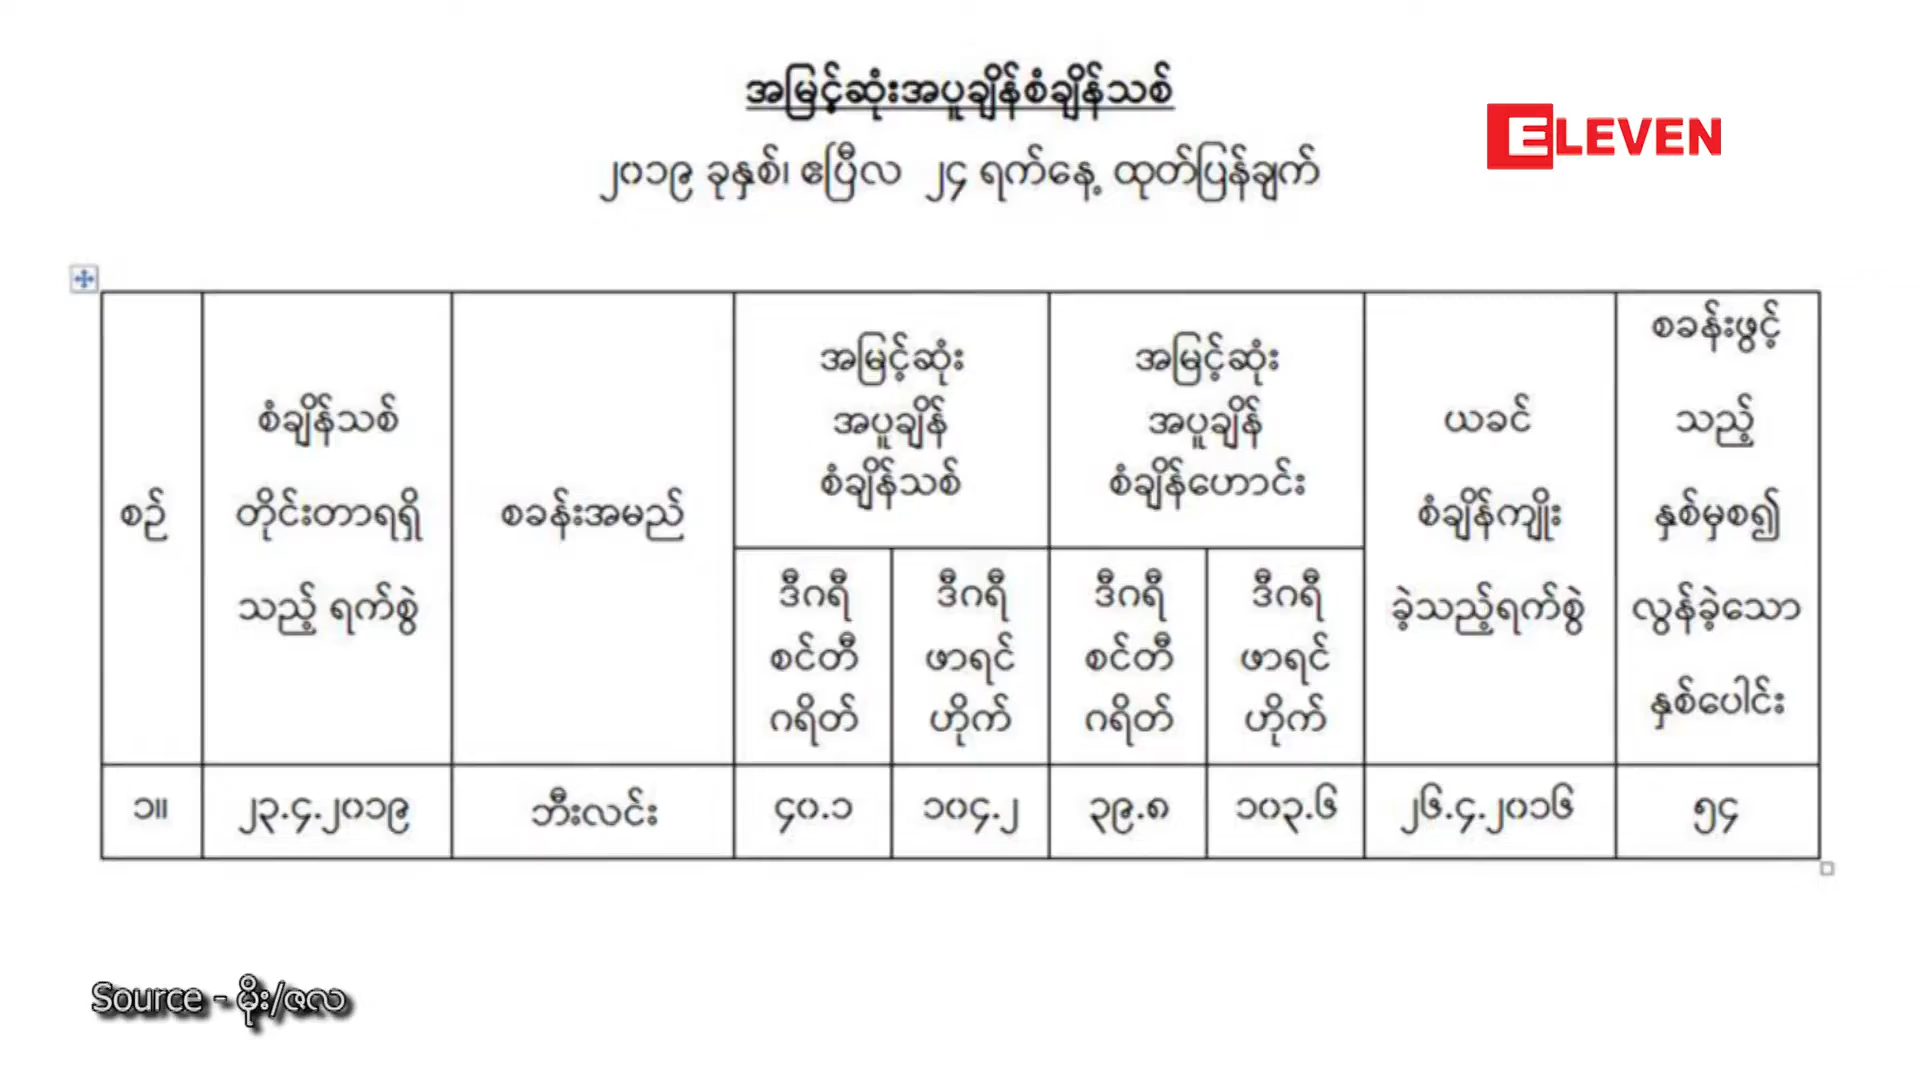 အမြင့်ဆုံးအပူချိန်စံချိန်သစ်
၂၀၁၉ ခုနှစ်၊ ဧပြီလ ၂၄ ရက်နေ့ ထုတ်ပြန်ချက်
ELEVEN
စဉ်
စံချိန်သစ်
တိုင်းတာရရှိ
သည့် ရက်စွဲ
စခန်းအမည်
အမြင့်ဆုံး
အပူချိန်
စံချိန်သစ်
အမြင့်ဆုံး
အပူချိန်
စံချိန်ဟောင်း
ယခင်
စံချိန်ကျိုး
ခဲ့သည့်ရက်စွဲ
စခန်းဖွင့်
သည့်
နှစ်မှစ၍
လွန်ခဲ့သော
နှစ်ပေါင်း
ဒီဂရီ
စင်တီ
ဂရိတ်
ဒီဂရီ
ဖာရင်
ဟိုက်
ဒီဂရီ
စင်တီ
ဂရိတ်
ဒီဂရီ
ဖာရင်
ဟိုက်
၁။ ၂၃.၄.၂၀၁၉ ဘီးလင်း ၄၀.၁ ၁၀၄.၂ ၃၉.၈ ၁၀၃.၆ ၂၆.၄.၂၀၁၆ ၅၄
Source - မိုး/ဇလ